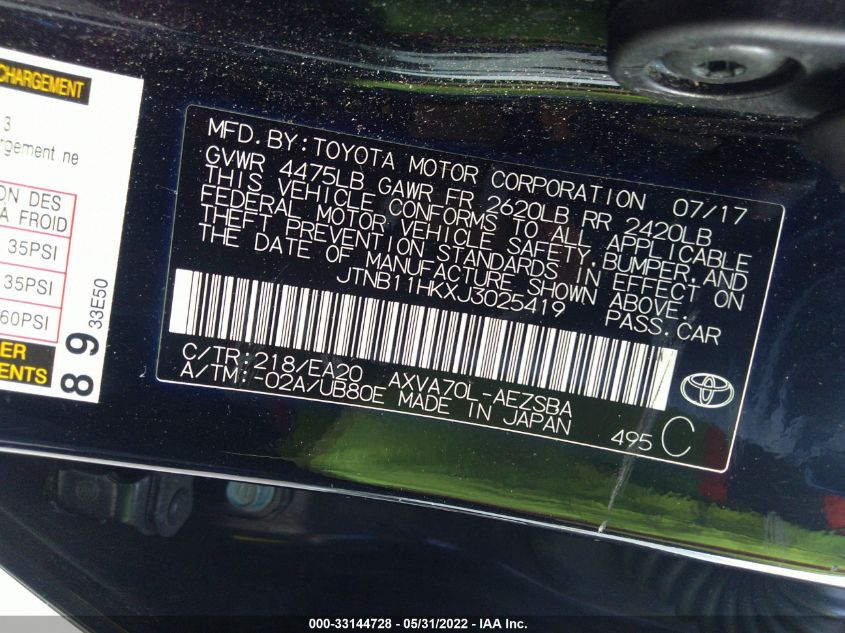 CHARGEMENT
3
rgement ne
ON DES
À FROID
35PSI
35PSI
60PSI
ER
ENTS
89
33E50
MFD.BY:TOYOTA MOTOR CORPORATION 07/17
GVWR 4475LB GAWR FR 2620LB RR 2420LB
THIS VEHICLE CONFORMS TO ALL APPLICABLE
FEDERAL MOTOR VEHICLE SAFETY,BUMPER,AND
THEFT PREVENTION STANDARDS IN EFFECT ON
THE DATE OF MANUFACTURE SHOWN ABOVE.
JTNB11HKXJ3025419 PASS.CAR
C/TR:218/EA20 AXVA70L-AEZSBA
A/TM:-02A/UB80E MADE IN JAPAN
495 C
000-33144728 - 05/31/2022 - IAA Inc.